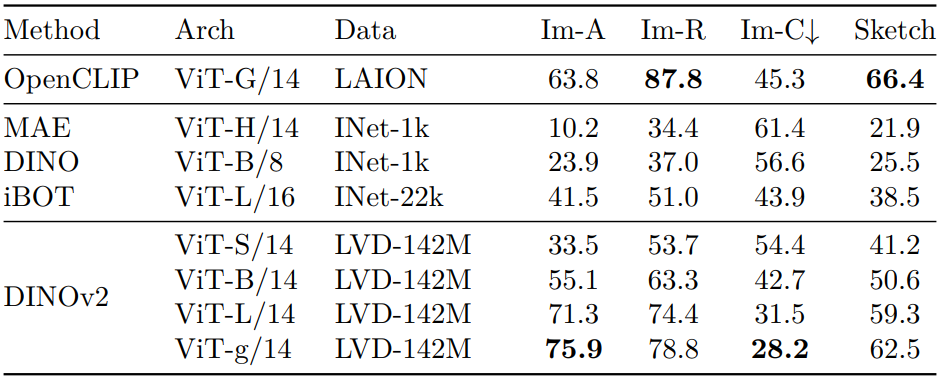 Method Arch Data Im-A Im-R Im-C↓ Sketch
OpenCLIP ViT-G/14 LAION 63.8 87.8 45.3 66.4
MAE ViT-H/14 INet-1k 10.2 34.4 61.4 21.9
DINO ViT-B/8 INet-1k 23.9 37.0 56.6 25.5
iBOT ViT-L/16 INet-22k 41.5 51.0 43.9 38.5
DINOv2
ViT-S/14 LVD-142M 33.5 53.7 54.4 41.2
ViT-B/14 LVD-142M 55.1 63.3 42.7 50.6
ViT-L/14 LVD-142M 71.3 74.4 31.5 59.3
ViT-g/14 LVD-142M 75.9 78.8 28.2 62.5